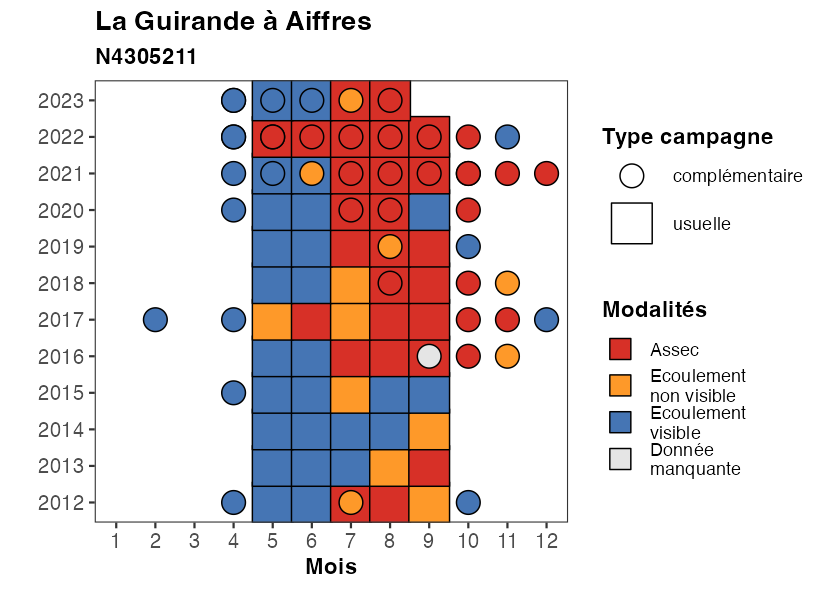 La Guirande à Aiffres
N4305211
2023
2022
2021
2020
2019
2018
2017
2016
2015
2014
2013
2012
1 2 3 4 5 6 7 8 9 10 11 12
Mois
Type campagne
complémentaire
usuelle
Modalités
Assec
Ecoulement
non visible
Ecoulement
visible
Donnée
manquante